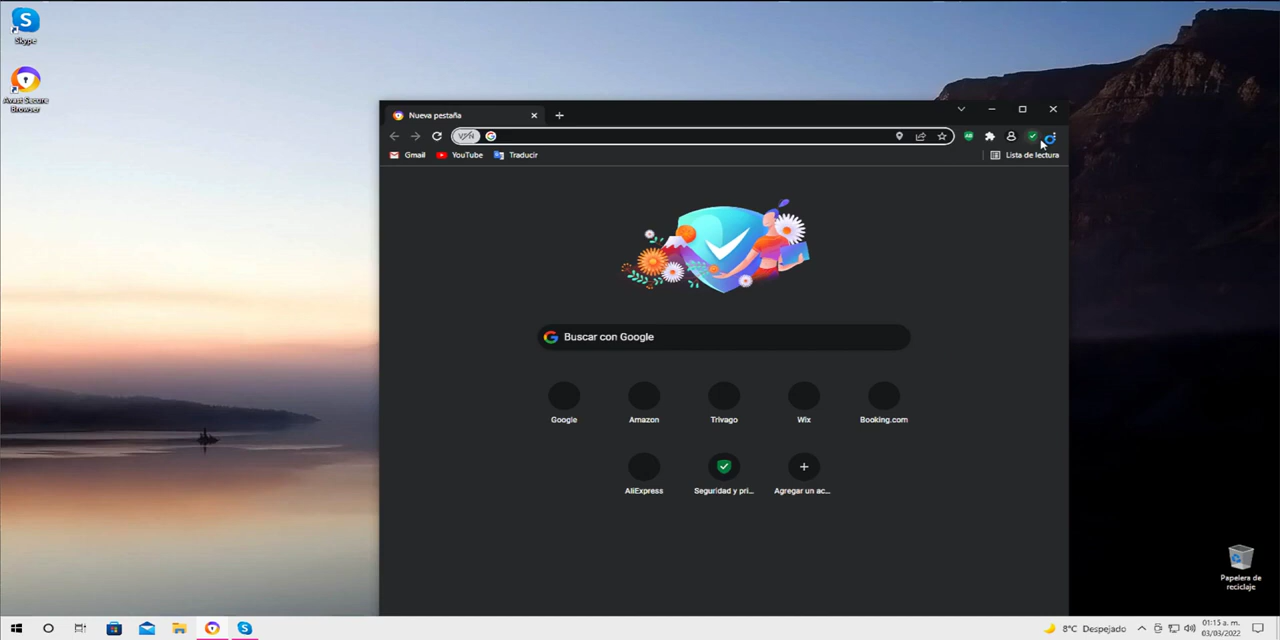 Skype
Avast Secure
Browser
Nueva pestaña
VPN
Gmail
YouTube
Traducir
Lista de lectura
Buscar con Google
Google
Amazon
Trivago
Wix
Booking.com
AliExpress
Seguridad y pri...
Agregar un ac...
Papelera de
reciclaje
8°C Despejado
01:15 a. m.
03/03/2022